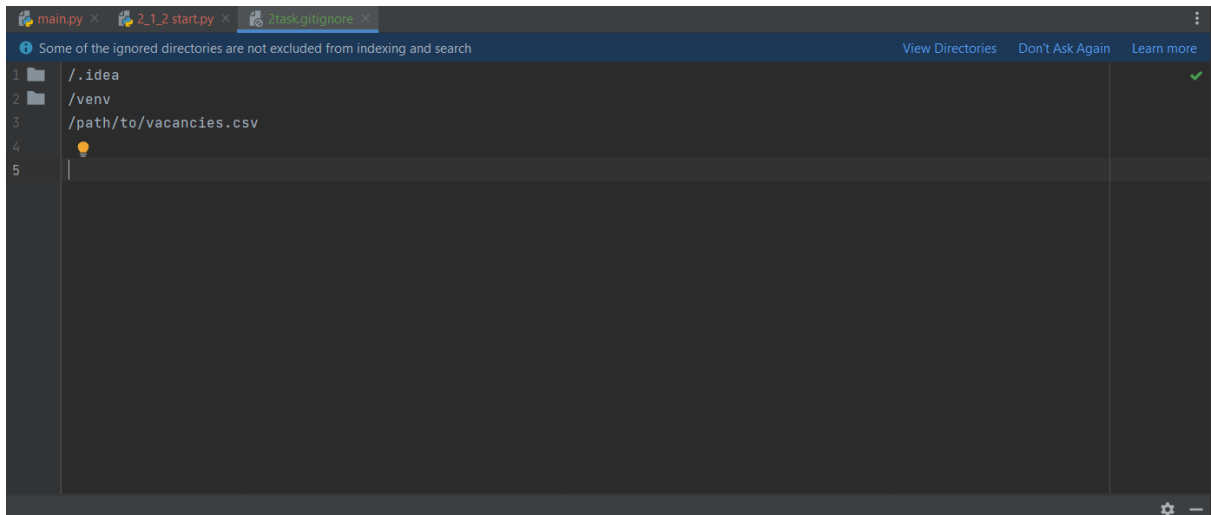 main.py 2_1_2 start.py 2task.gitignore
Some of the ignored directories are not excluded from indexing and search View Directories Don't Ask Again Learn more
1 /.idea
2 /venv
3 /path/to/vacancies.csv
4
5